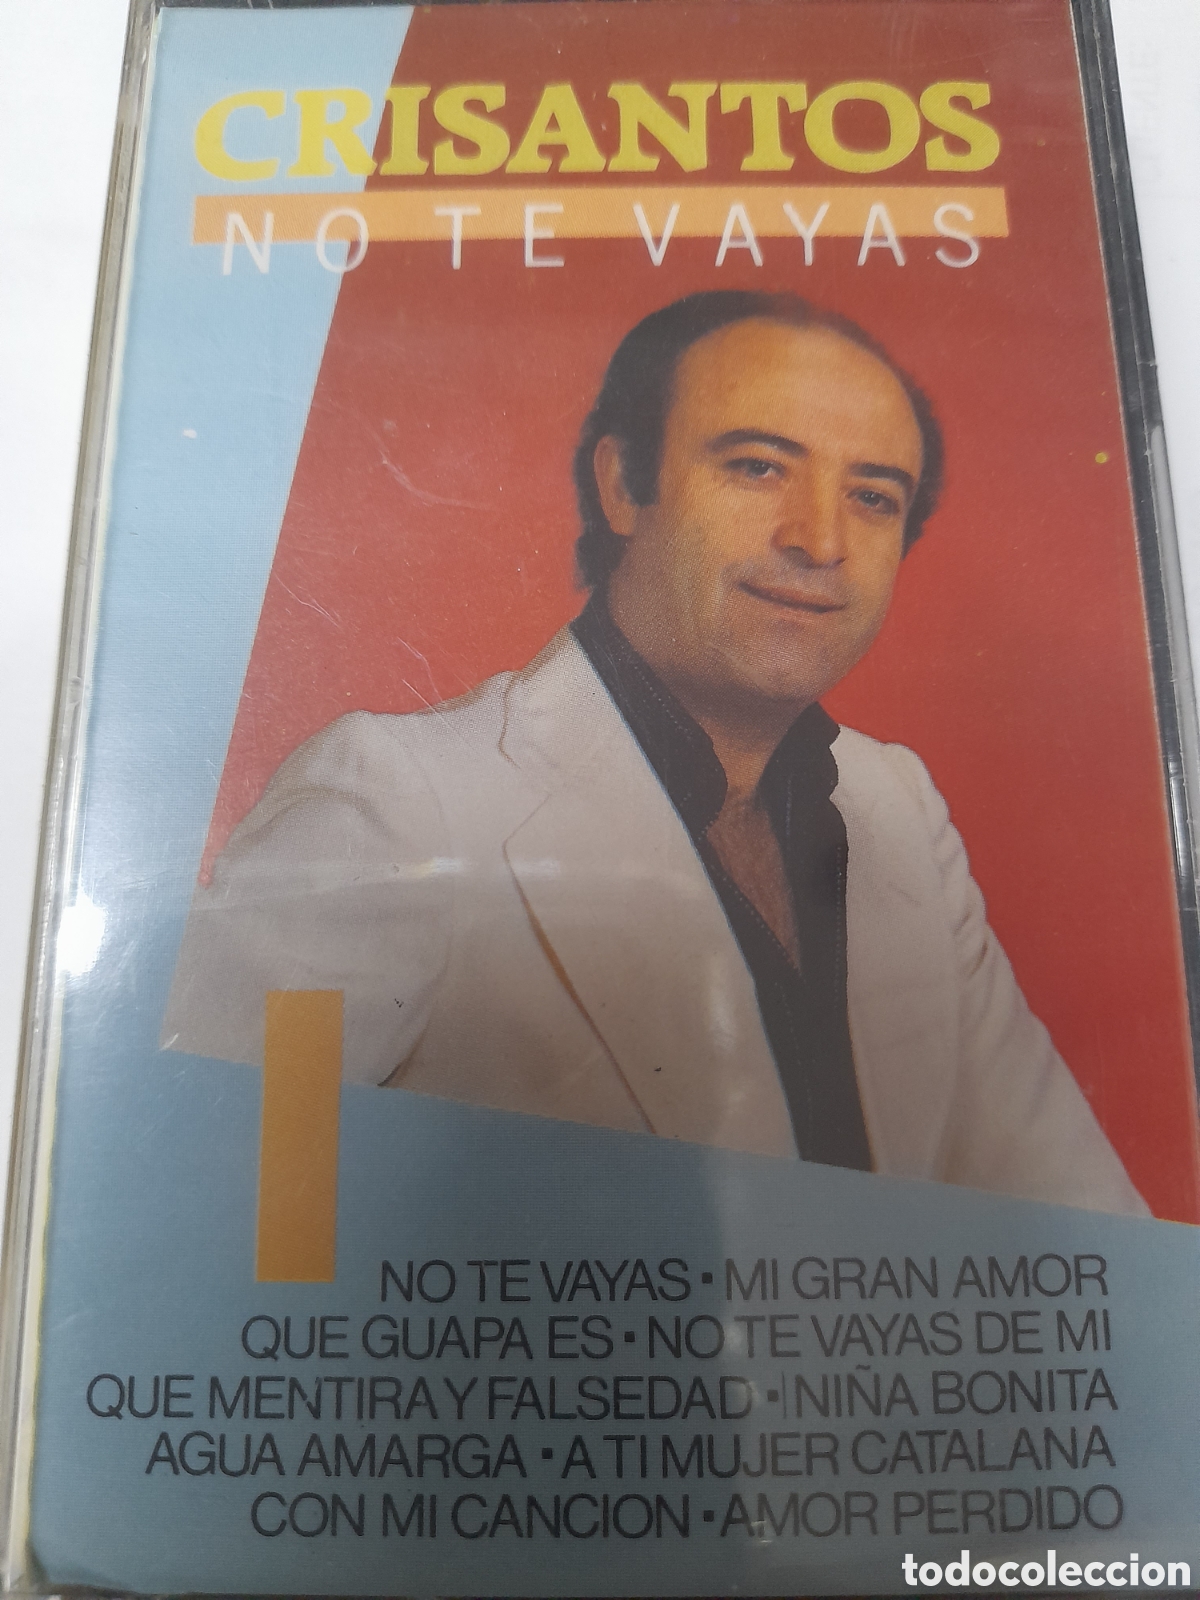 CRISANTOS
NO TE VAYAS
NO TE VAYAS · MI GRAN AMOR
QUE GUAPA ES · NO TE VAYAS DE MI
QUE MENTIRA Y FALSEDAD · NIÑA BONITA
AGUA AMARGA · A TI MUJER CATALANA
CON MI CANCION · AMOR PERDIDO
todocoleccion